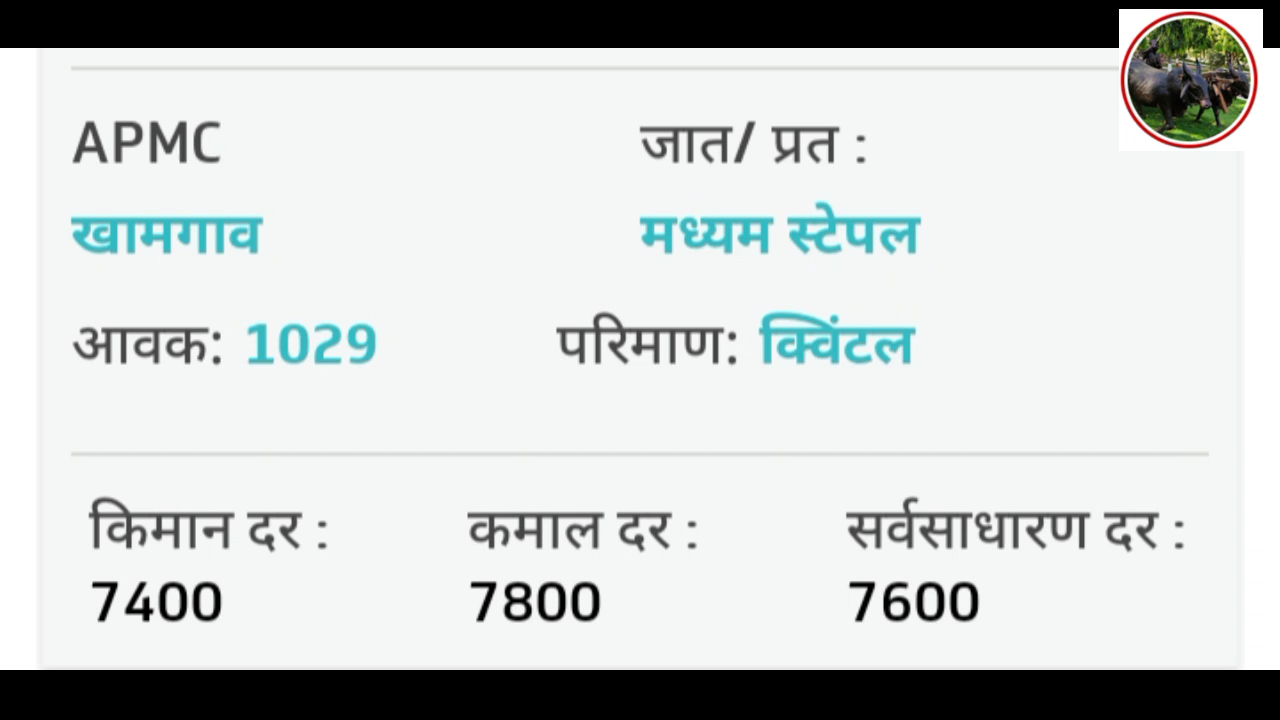 APMC जात/ प्रत :
खामगाव मध्यम स्टेपल
आवक: 1029 परिमाण: क्विंटल
किमान दर : कमाल दर : सर्वसाधारण दर :
7400 7800 7600